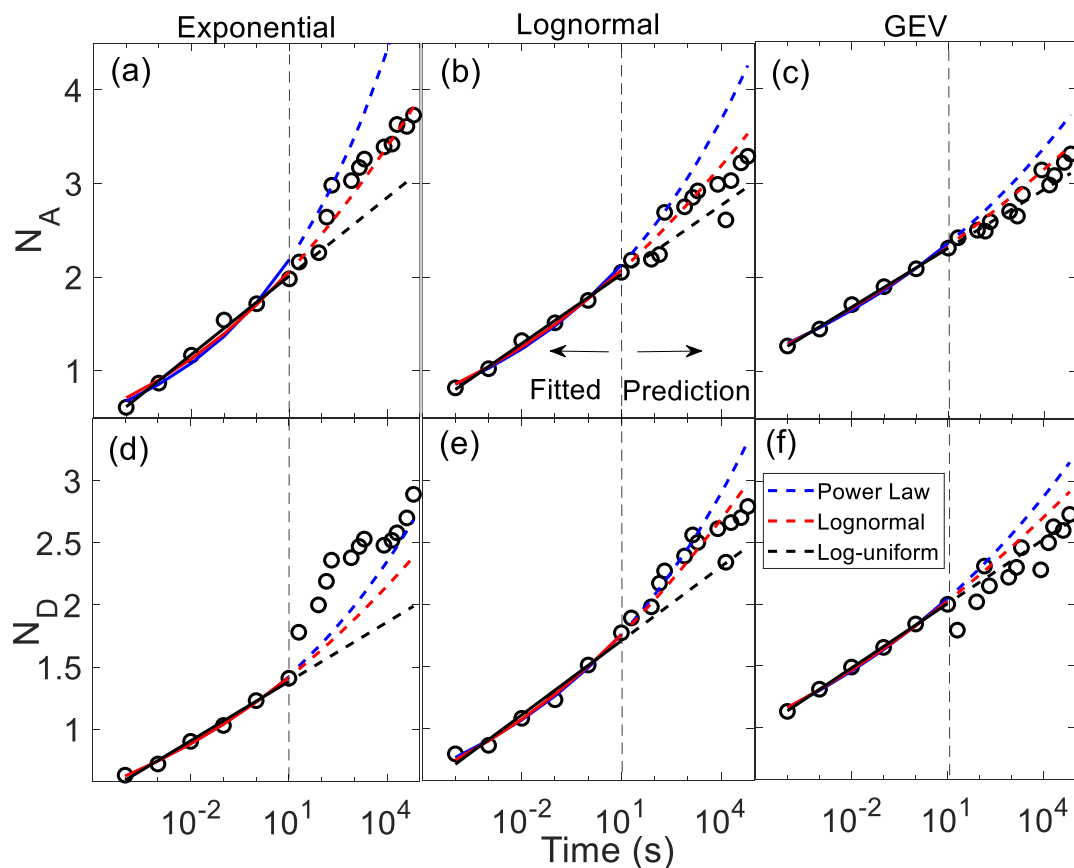 Exponential
Lognormal
GEV
(a)
(b)
(c)
4
3
2
1
N_A
Fitted
Prediction
(d)
(e)
(f)
3
2.5
2
1.5
1
N_D
Power Law
Lognormal
Log-uniform
10^-2 10^1 10^4
10^-2 10^1 10^4
10^-2 10^1 10^4
Time (s)